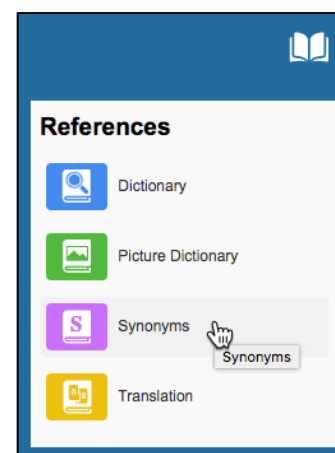 References
Dictionary
Picture Dictionary
S
Synonyms
Synonyms
Translation